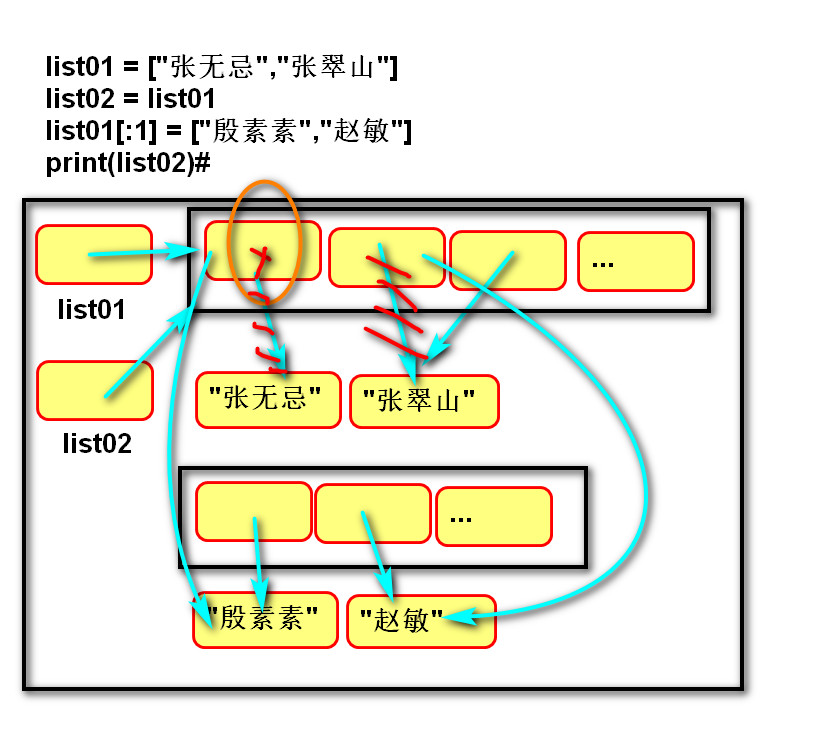 list01 = ["张无忌","张翠山"]
list02 = list01
list01[:1] = ["殷素素","赵敏"]
print(list02)#
...
list01
"张无忌" "张翠山"
list02
...
"殷素素" "赵敏"